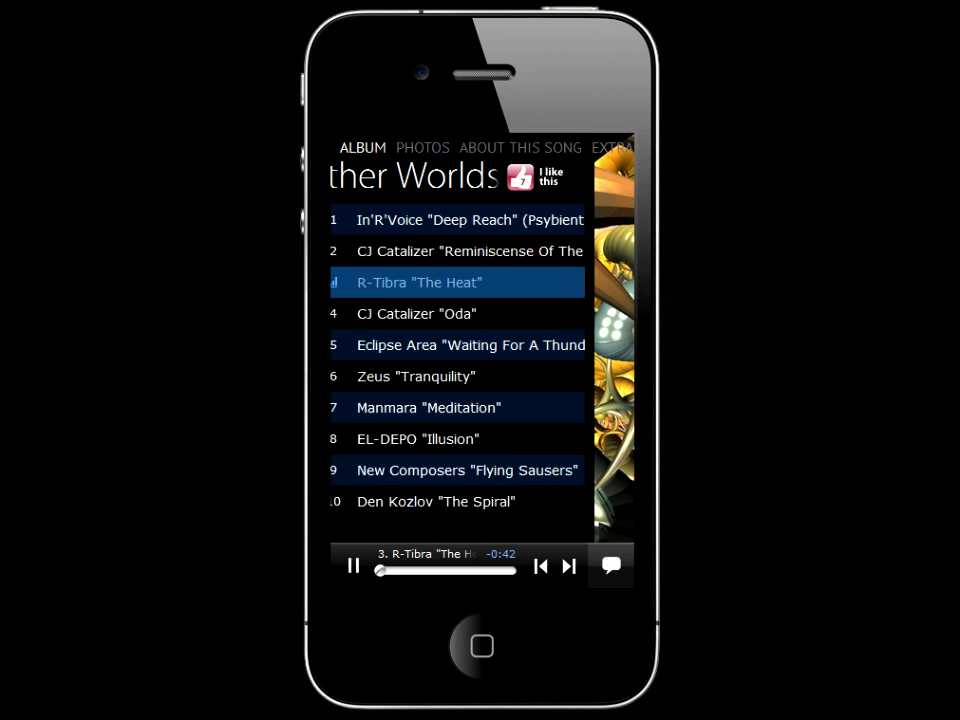 ALBUM PHOTOS ABOUT THIS SONG EXTRA
ther Worlds
7
I like
this
1 In'R'Voice "Deep Reach" (Psybient
2 CJ Catalizer "Reminiscense Of The
R-Tibra "The Heat"
4 CJ Catalizer "Oda"
5 Eclipse Area "Waiting For A Thund
6 Zeus "Tranquility"
7 Manmara "Meditation"
8 EL-DEPO "Illusion"
9 New Composers "Flying Sausers"
10 Den Kozlov "The Spiral"
3. R-Tibra "The He -0:42